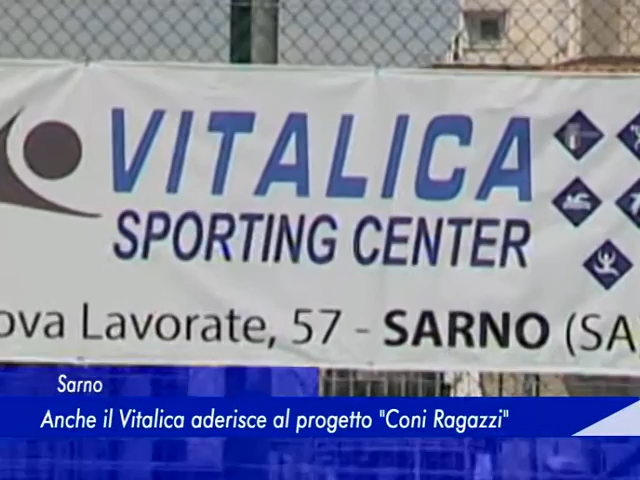 VITALICA
SPORTING CENTER
ova Lavorate, 57 - SARNO (SA
Sarno
Anche il Vitalica aderisce al progetto "Coni Ragazzi"